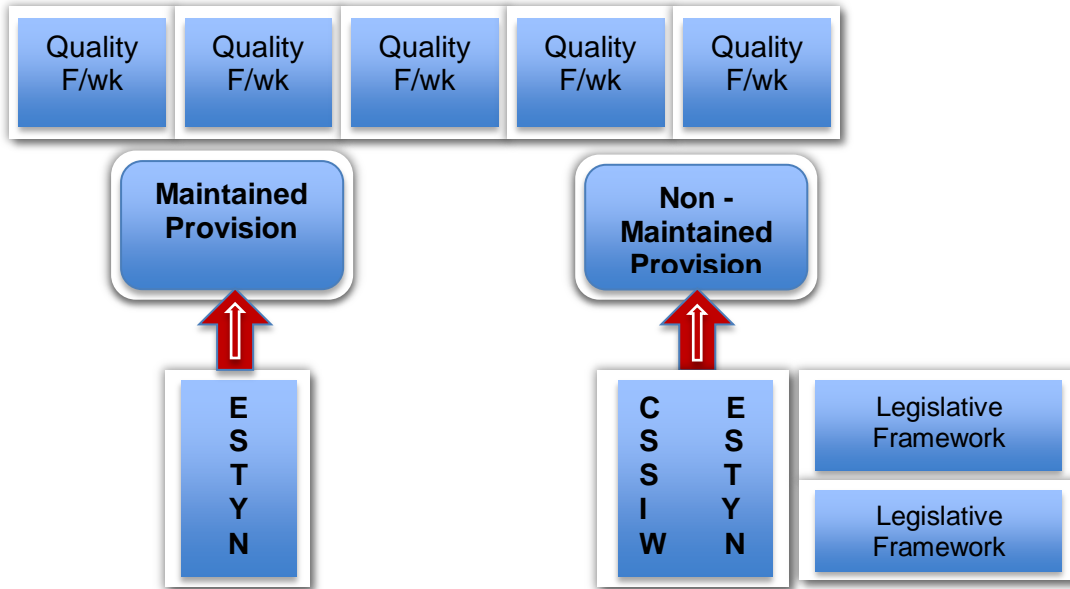 Quality
F/wk
Quality
F/wk
Quality
F/wk
Quality
F/wk
Quality
F/wk
Maintained
Provision
Non -
Maintained
Provision
E
S
T
Y
N
C E
S S
S T
I Y
W N
Legislative
Framework
Legislative
Framework